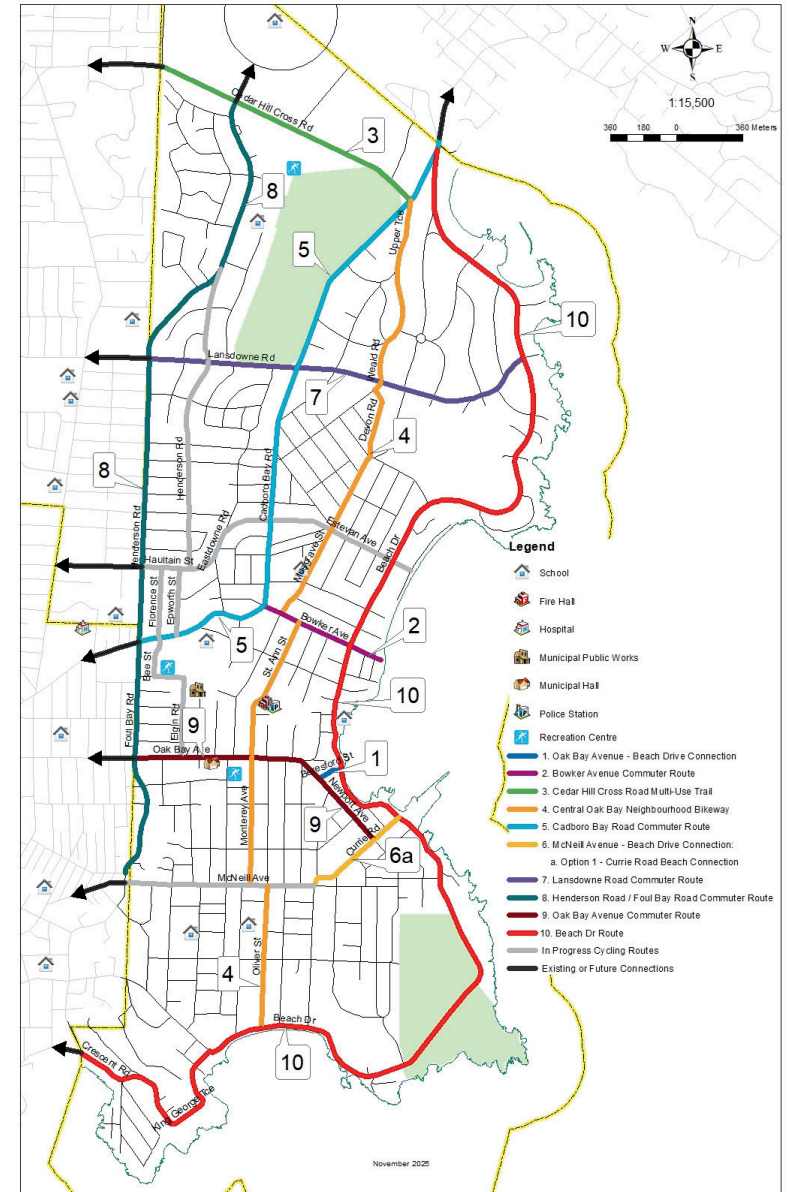 N
W
E
S
1:15,500
360 180 0 360 Meters
Cedar Hill Cross Rd
3
8
Upper Tce
5
10
Lansdowne Rd
Weald Rd
7
Devon Rd
4
8
Henderson Rd
Cadboro Bay Rd
Henderson Rd
Eastdowne Rd
Estevan Ave
Musgrave St
Beach Dr
Haultain St
Florence St
Epworth St
Bowker Ave
2
5
St. Ann St
Bee St
10
Elgin Rd
9
Foul Bay Rd
Oak Bay Ave
Beresford St
1
Newport Ave
Monterey Ave
9
Currie Rd
6a
McNeill Ave
Oliver St
4
Beach Dr
10
Crescent Rd
King George Tce
Legend
School
Fire Hall
Hospital
Municipal Public Works
Municipal Hall
Police Station
Recreation Centre
1. Oak Bay Avenue - Beach Drive Connection
2. Bowker Avenue Commuter Route
3. Cedar Hill Cross Road Multi-Use Trail
4. Central Oak Bay Neighbourhood Bikeway
5. Cadboro Bay Road Commuter Route
6. McNeill Avenue - Beach Drive Connection:
a. Option 1 - Currie Road Beach Connection
7. Lansdowne Road Commuter Route
8. Henderson Road / Foul Bay Road Commuter Route
9. Oak Bay Avenue Commuter Route
10. Beach Dr Route
In Progress Cycling Routes
Existing or Future Connections
November 2025